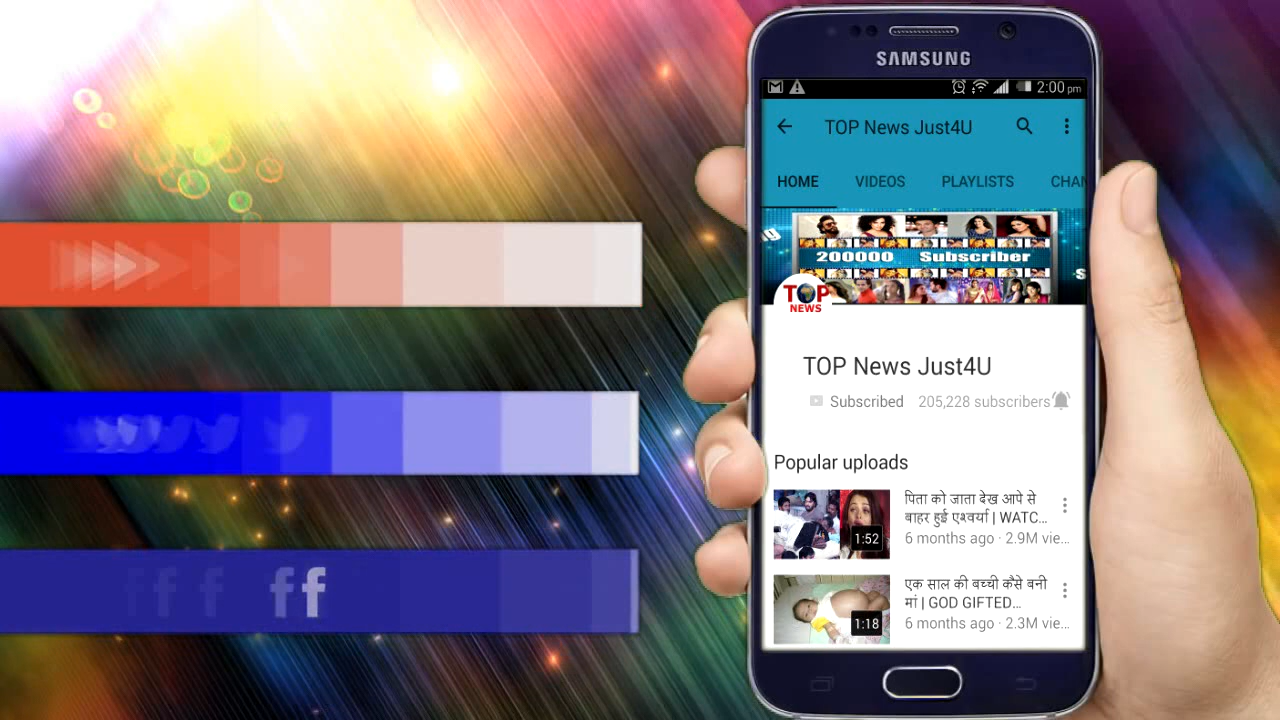 SAMSUNG
2:00 pm
TOP News Just4U
HOME VIDEOS PLAYLISTS CHAN
200000 Subscriber
TOP
NEWS
TOP News Just4U
Subscribed 205,228 subscribers
Popular uploads
पिता को जाता देख आपे से
बाहर हुई एश्वर्या | WATC...
6 months ago · 2.9M vie...
1:52
एक साल की बच्ची कैसे बनी
मां | GOD GIFTED...
6 months ago · 2.3M vie...
1:18
f f f f f